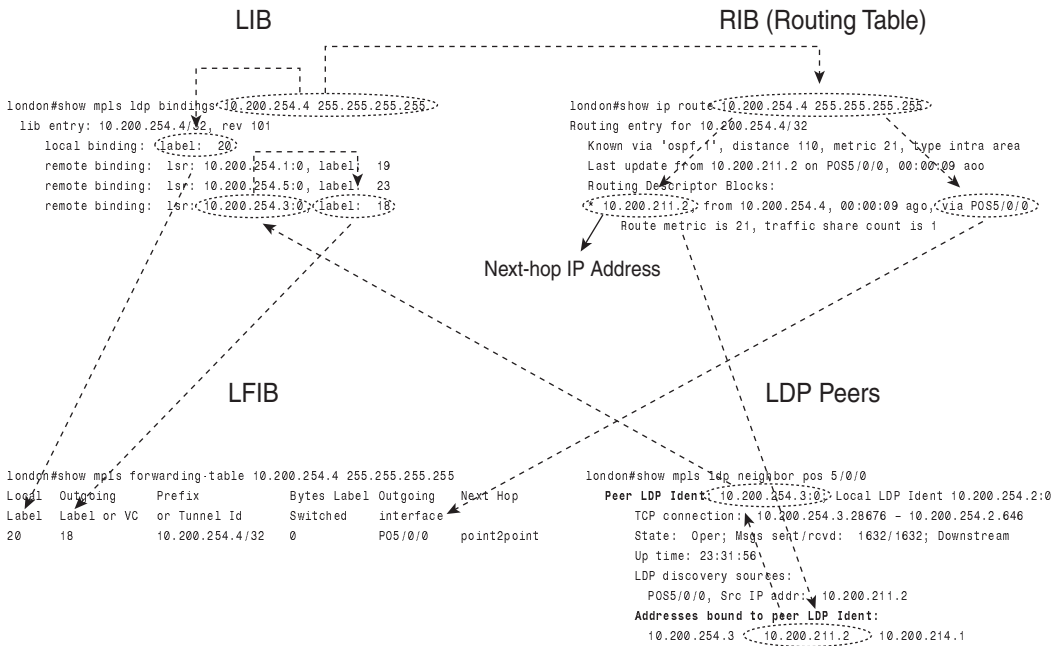 LIB
london#show mpls ldp bindings 10.200.254.4 255.255.255.255
lib entry: 10.200.254.4/32, rev 101
local binding: label: 20
remote binding: lsr: 10.200.254.1:0, label: 19
remote binding: lsr: 10.200.254.5:0, label: 23
remote binding: lsr: 10.200.254.3:0, label: 18
RIB (Routing Table)
london#show ip route 10.200.254.4 255.255.255.255
Routing entry for 10.200.254.4/32
Known via 'ospf 1', distance 110, metric 21, type intra area
Last update from 10.200.211.2 on POS5/0/0, 00:00:09 aoo
Routing Descriptor Blocks:
* 10.200.211.2, from 10.200.254.4, 00:00:09 ago, via POS5/0/0
Route metric is 21, traffic share count is 1
Next-hop IP Address
LFIB
london#show mpls forwarding-table 10.200.254.4 255.255.255.255
Local Outgoing Prefix Bytes Label Outgoing Next Hop
Label Label or VC or Tunnel Id Switched interface
20 18 10.200.254.4/32 0 PO5/0/0 point2point
LDP Peers
london#show mpls ldp neighbor pos 5/0/0
Peer LDP Ident: 10.200.254.3:0; Local LDP Ident 10.200.254.2:0
TCP connection: 10.200.254.3.28676 – 10.200.254.2.646
State: Oper; Msgs sent/rcvd: 1632/1632; Downstream
Up time: 23:31:56
LDP discovery sources:
POS5/0/0, Src IP addr: 10.200.211.2
Addresses bound to peer LDP Ident:
10.200.254.3 10.200.211.2 10.200.214.1